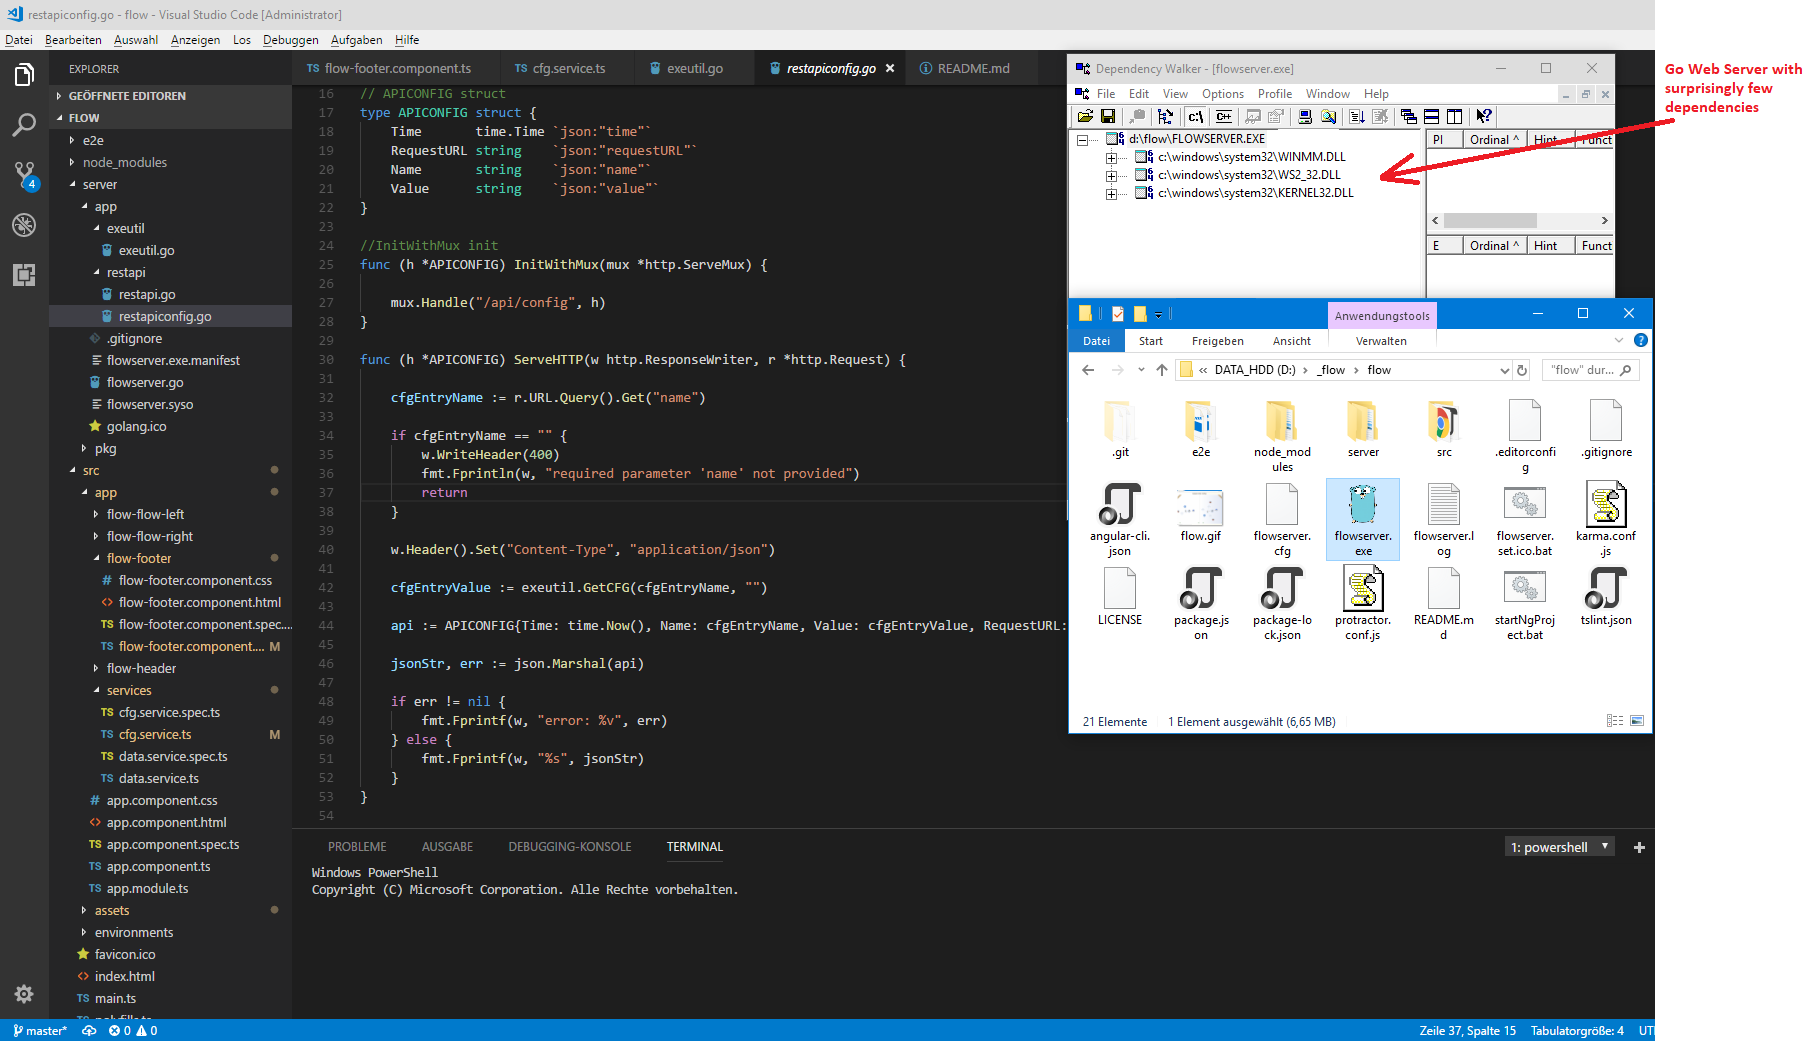 restapiconfig.go - flow - Visual Studio Code [Administrator]
Datei Bearbeiten Auswahl Anzeigen Los Debuggen Aufgaben Hilfe
EXPLORER
GEÖFFNETE EDITOREN
FLOW
e2e
node_modules
server
app
exeutil
exeutil.go
restapi
restapi.go
restapiconfig.go
.gitignore
flowserver.exe.manifest
flowserver.go
flowserver.syso
golang.ico
pkg
src
app
flow-flow-left
flow-flow-right
flow-footer
# flow-footer.component.css
<> flow-footer.component.html
TS flow-footer.component.spec....
TS flow-footer.component.... M
flow-header
services
TS cfg.service.spec.ts
TS cfg.service.ts M
TS data.service.spec.ts
TS data.service.ts
# app.component.css
<> app.component.html
TS app.component.spec.ts
TS app.component.ts
TS app.module.ts
assets
environments
favicon.ico
<> index.html
TS main.ts
4
TS flow-footer.component.ts TS cfg.service.ts exeutil.go restapiconfig.go × README.md
16 // APICONFIG struct
17 type APICONFIG struct {
18 Time time.Time `json:"time"`
19 RequestURL string `json:"requestURL"`
20 Name string `json:"name"`
21 Value string `json:"value"`
22 }
23
24 //InitWithMux init
25 func (h *APICONFIG) InitWithMux(mux *http.ServeMux) {
26
27 mux.Handle("/api/config", h)
28 }
29
30 func (h *APICONFIG) ServeHTTP(w http.ResponseWriter, r *http.Request) {
31
32 cfgEntryName := r.URL.Query().Get("name")
33
34 if cfgEntryName == "" {
35 w.WriteHeader(400)
36 fmt.Fprintln(w, "required parameter 'name' not provided")
37 return
38 }
39
40 w.Header().Set("Content-Type", "application/json")
41
42 cfgEntryValue := exeutil.GetCFG(cfgEntryName, "")
43
44 api := APICONFIG{Time: time.Now(), Name: cfgEntryName, Value: cfgEntryValue, RequestURL:
45
46 jsonStr, err := json.Marshal(api)
47
48 if err != nil {
49 fmt.Fprintf(w, "error: %v", err)
50 } else {
51 fmt.Fprintf(w, "%s", jsonStr)
52 }
53 }
54
PROBLEME AUSGABE DEBUGGING-KONSOLE TERMINAL
1: powershell
Windows PowerShell
Copyright (C) Microsoft Corporation. Alle Rechte vorbehalten.
Dependency Walker - [flowserver.exe]
File Edit View Options Profile Window Help
c:\ C++
d:\flow\FLOWSERVER.EXE
c:\windows\system32\WINMM.DLL
c:\windows\system32\WS2_32.DLL
c:\windows\system32\KERNEL32.DLL
PI Ordinal ^ Hint Funct
E Ordinal ^ Hint Funct
Anwendungstools
Datei Start Freigeben Ansicht Verwalten
« DATA_HDD (D:) › _flow › flow
"flow" dur...
.git
e2e
node_modules
server
src
.editorconfig
.gitignore
angular-cli.json
flow.gif
flowserver.cfg
flowserver.exe
flowserver.log
flowserver.set.ico.bat
karma.conf.js
LICENSE
package.json
package-lock.json
protractor.conf.js
README.md
startNgProject.bat
tslint.json
21 Elemente 1 Element ausgewählt (6,65 MB)
Go Web Server with
surprisingly few
dependencies
master* 0 0
Zeile 37, Spalte 15 Tabulatorgröße: 4